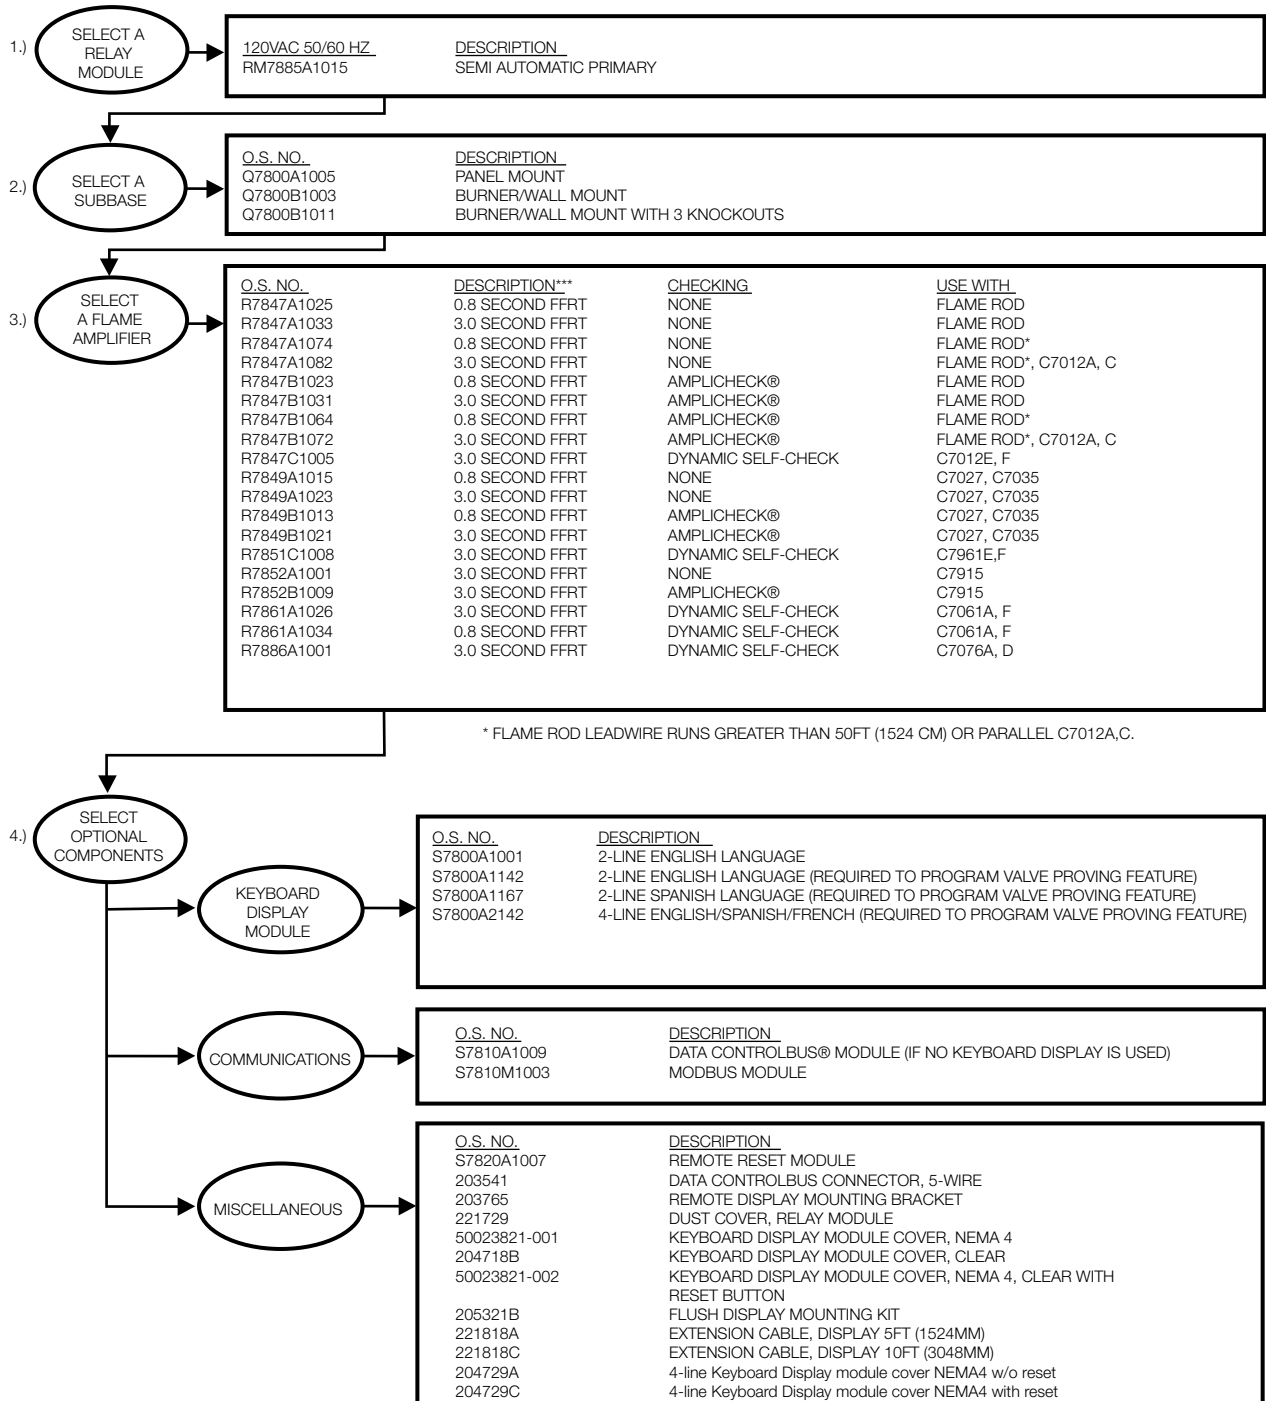 1.)
SELECT A
RELAY
MODULE
120VAC 50/60 HZ DESCRIPTION
RM7885A1015 SEMI AUTOMATIC PRIMARY
2.)
SELECT A
SUBBASE
O.S. NO. DESCRIPTION
Q7800A1005 PANEL MOUNT
Q7800B1003 BURNER/WALL MOUNT
Q7800B1011 BURNER/WALL MOUNT WITH 3 KNOCKOUTS
3.)
SELECT
A FLAME
AMPLIFIER
O.S. NO. DESCRIPTION*** CHECKING USE WITH
R7847A1025 0.8 SECOND FFRT NONE FLAME ROD
R7847A1033 3.0 SECOND FFRT NONE FLAME ROD
R7847A1074 0.8 SECOND FFRT NONE FLAME ROD*
R7847A1082 3.0 SECOND FFRT NONE FLAME ROD*, C7012A, C
R7847B1023 0.8 SECOND FFRT AMPLICHECK® FLAME ROD
R7847B1031 3.0 SECOND FFRT AMPLICHECK® FLAME ROD
R7847B1064 0.8 SECOND FFRT AMPLICHECK® FLAME ROD*
R7847B1072 3.0 SECOND FFRT AMPLICHECK® FLAME ROD*, C7012A, C
R7847C1005 3.0 SECOND FFRT DYNAMIC SELF-CHECK C7012E, F
R7849A1015 0.8 SECOND FFRT NONE C7027, C7035
R7849A1023 3.0 SECOND FFRT NONE C7027, C7035
R7849B1013 0.8 SECOND FFRT AMPLICHECK® C7027, C7035
R7849B1021 3.0 SECOND FFRT AMPLICHECK® C7027, C7035
R7851C1008 3.0 SECOND FFRT DYNAMIC SELF-CHECK C7961E,F
R7852A1001 3.0 SECOND FFRT NONE C7915
R7852B1009 3.0 SECOND FFRT AMPLICHECK® C7915
R7861A1026 3.0 SECOND FFRT DYNAMIC SELF-CHECK C7061A, F
R7861A1034 0.8 SECOND FFRT DYNAMIC SELF-CHECK C7061A, F
R7886A1001 3.0 SECOND FFRT DYNAMIC SELF-CHECK C7076A, D
* FLAME ROD LEADWIRE RUNS GREATER THAN 50FT (1524 CM) OR PARALLEL C7012A,C.
4.)
SELECT
OPTIONAL
COMPONENTS
KEYBOARD
DISPLAY
MODULE
O.S. NO. DESCRIPTION
S7800A1001 2-LINE ENGLISH LANGUAGE
S7800A1142 2-LINE ENGLISH LANGUAGE (REQUIRED TO PROGRAM VALVE PROVING FEATURE)
S7800A1167 2-LINE SPANISH LANGUAGE (REQUIRED TO PROGRAM VALVE PROVING FEATURE)
S7800A2142 4-LINE ENGLISH/SPANISH/FRENCH (REQUIRED TO PROGRAM VALVE PROVING FEATURE)
COMMUNICATIONS
O.S. NO. DESCRIPTION
S7810A1009 DATA CONTROLBUS® MODULE (IF NO KEYBOARD DISPLAY IS USED)
S7810M1003 MODBUS MODULE
MISCELLANEOUS
O.S. NO. DESCRIPTION
S7820A1007 REMOTE RESET MODULE
203541 DATA CONTROLBUS CONNECTOR, 5-WIRE
203765 REMOTE DISPLAY MOUNTING BRACKET
221729 DUST COVER, RELAY MODULE
50023821-001 KEYBOARD DISPLAY MODULE COVER, NEMA 4
204718B KEYBOARD DISPLAY MODULE COVER, CLEAR
50023821-002 KEYBOARD DISPLAY MODULE COVER, NEMA 4, CLEAR WITH
RESET BUTTON
205321B FLUSH DISPLAY MOUNTING KIT
221818A EXTENSION CABLE, DISPLAY 5FT (1524MM)
221818C EXTENSION CABLE, DISPLAY 10FT (3048MM)
204729A 4-line Keyboard Display module cover NEMA4 w/o reset
204729C 4-line Keyboard Display module cover NEMA4 with reset